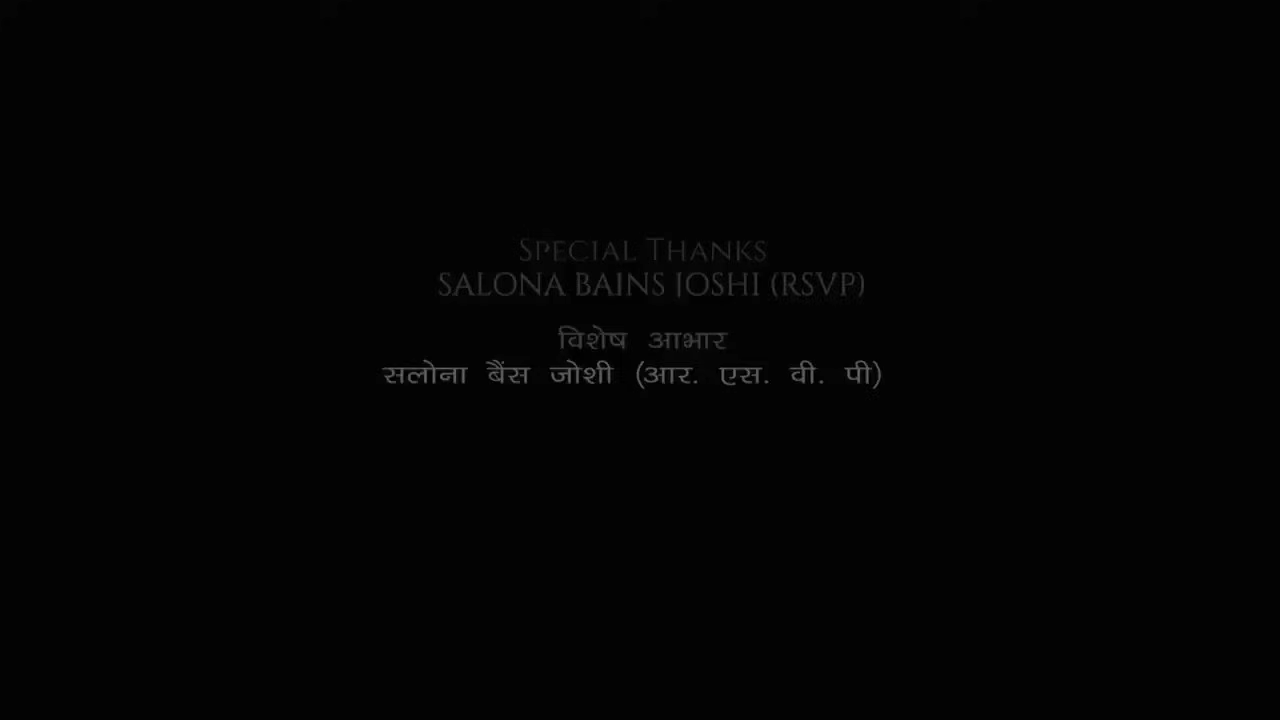 Special Thanks
SALONA BAINS JOSHI (RSVP)
विशेष आभार
सलोना बैंस जोशी (आर. एस. वी. पी)